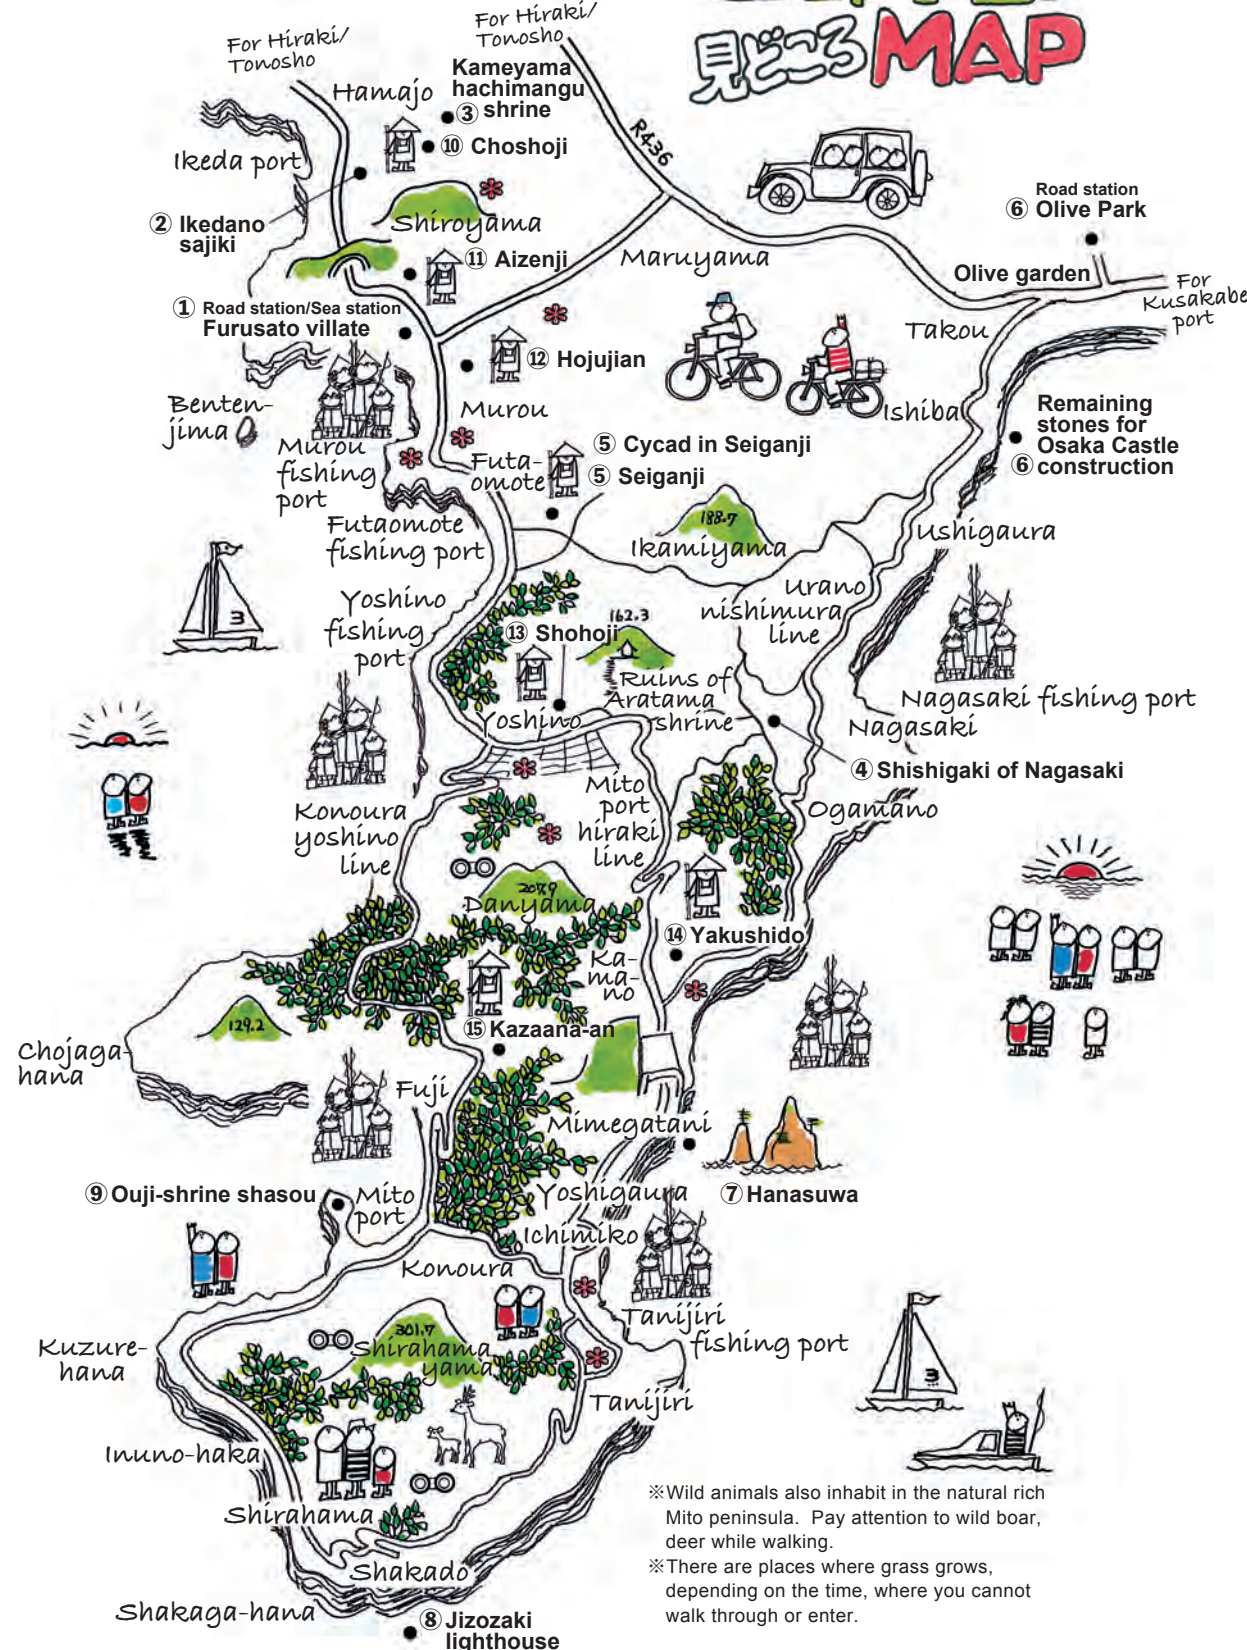 見どころMAP
For Hiraki/
Tonosho
For Hiraki/
Tonosho
Hamajo
Kameyama
hachimangu
③ shrine
⑩ Choshoji
R436
Ikeda port
Road station
⑥ Olive Park
② Ikedano
sajiki
Shiroyama
⑪ Aizenji
Maruyama
Olive garden
For
Kusakabe
port
① Road station/Sea station
Furusato villate
Takou
⑫ Hojujian
Benten-
jima
Murou
Ishiba
Remaining
stones for
Osaka Castle
⑥ construction
Murou
fishing
port
Futa-
omote
⑤ Cycad in Seiganji
⑤ Seiganji
188.7
Ikamiyama
Futaomote
fishing port
Ushigaura
3
Yoshino
fishing
port
Urano
nishimura
line
⑬ Shohoji
162.3
Ruins of
Aratama
shrine
Yoshino
Nagasaki fishing port
Nagasaki
④ Shishigaki of Nagasaki
Konoura
yoshino
line
Mito
port
hiraki
line
Ogamano
207.9
Danyama
⑭ Yakushido
Ka-
ma-
no
129.2
⑮ Kazaana-an
Chojaga-
hana
Fuji
Mimegatani
⑨ Ouji-shrine shasou
Mito
port
Yoshigaura
⑦ Hanasuwa
Ichimiko
Konoura
301.7
Shirahama
yama
Tanijiri
fishing port
Kuzure-
hana
3
Tanijiri
Inuno-haka
Shirahama
Shakado
Shakaga-hana
⑧ Jizozaki
lighthouse
※Wild animals also inhabit in the natural rich
Mito peninsula. Pay attention to wild boar,
deer while walking.
※There are places where grass grows,
depending on the time, where you cannot
walk through or enter.